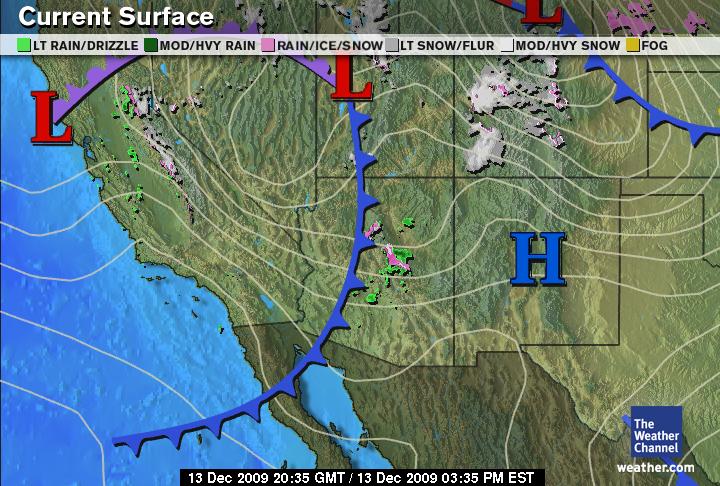 Current Surface
LT RAIN/DRIZZLE MOD/HVY RAIN RAIN/ICE/SNOW LT SNOW/FLUR MOD/HVY SNOW FOG
L
L
L
H
The
Weather
Channel
weather.com
13 Dec 2009 20:35 GMT / 13 Dec 2009 03:35 PM EST